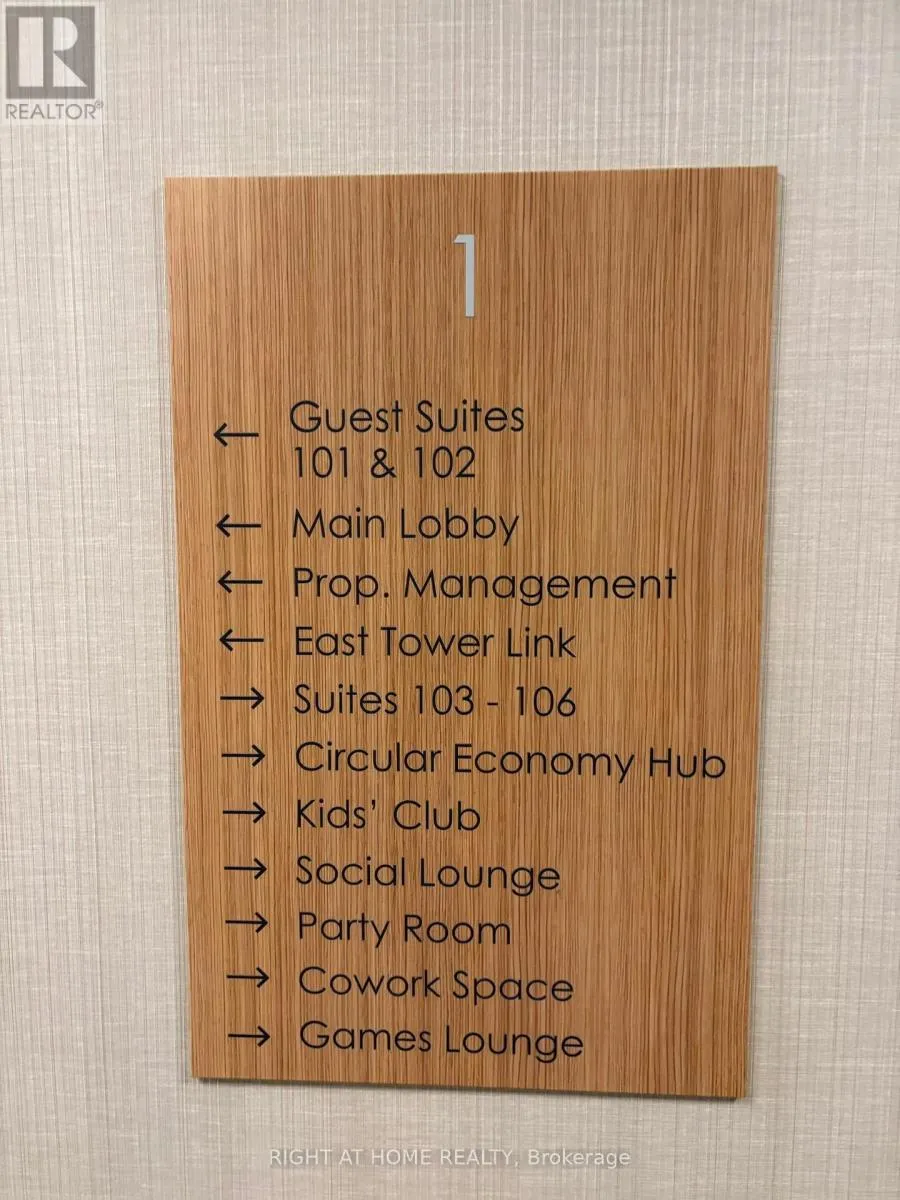 REALTOR®
1
← Guest Suites
101 & 102
← Main Lobby
← Prop. Management
← East Tower Link
→ Suites 103 - 106
→ Circular Economy Hub
→ Kids' Club
→ Social Lounge
→ Party Room
→ Cowork Space
→ Games Lounge
RIGHT AT HOME REALTY, Brokerage